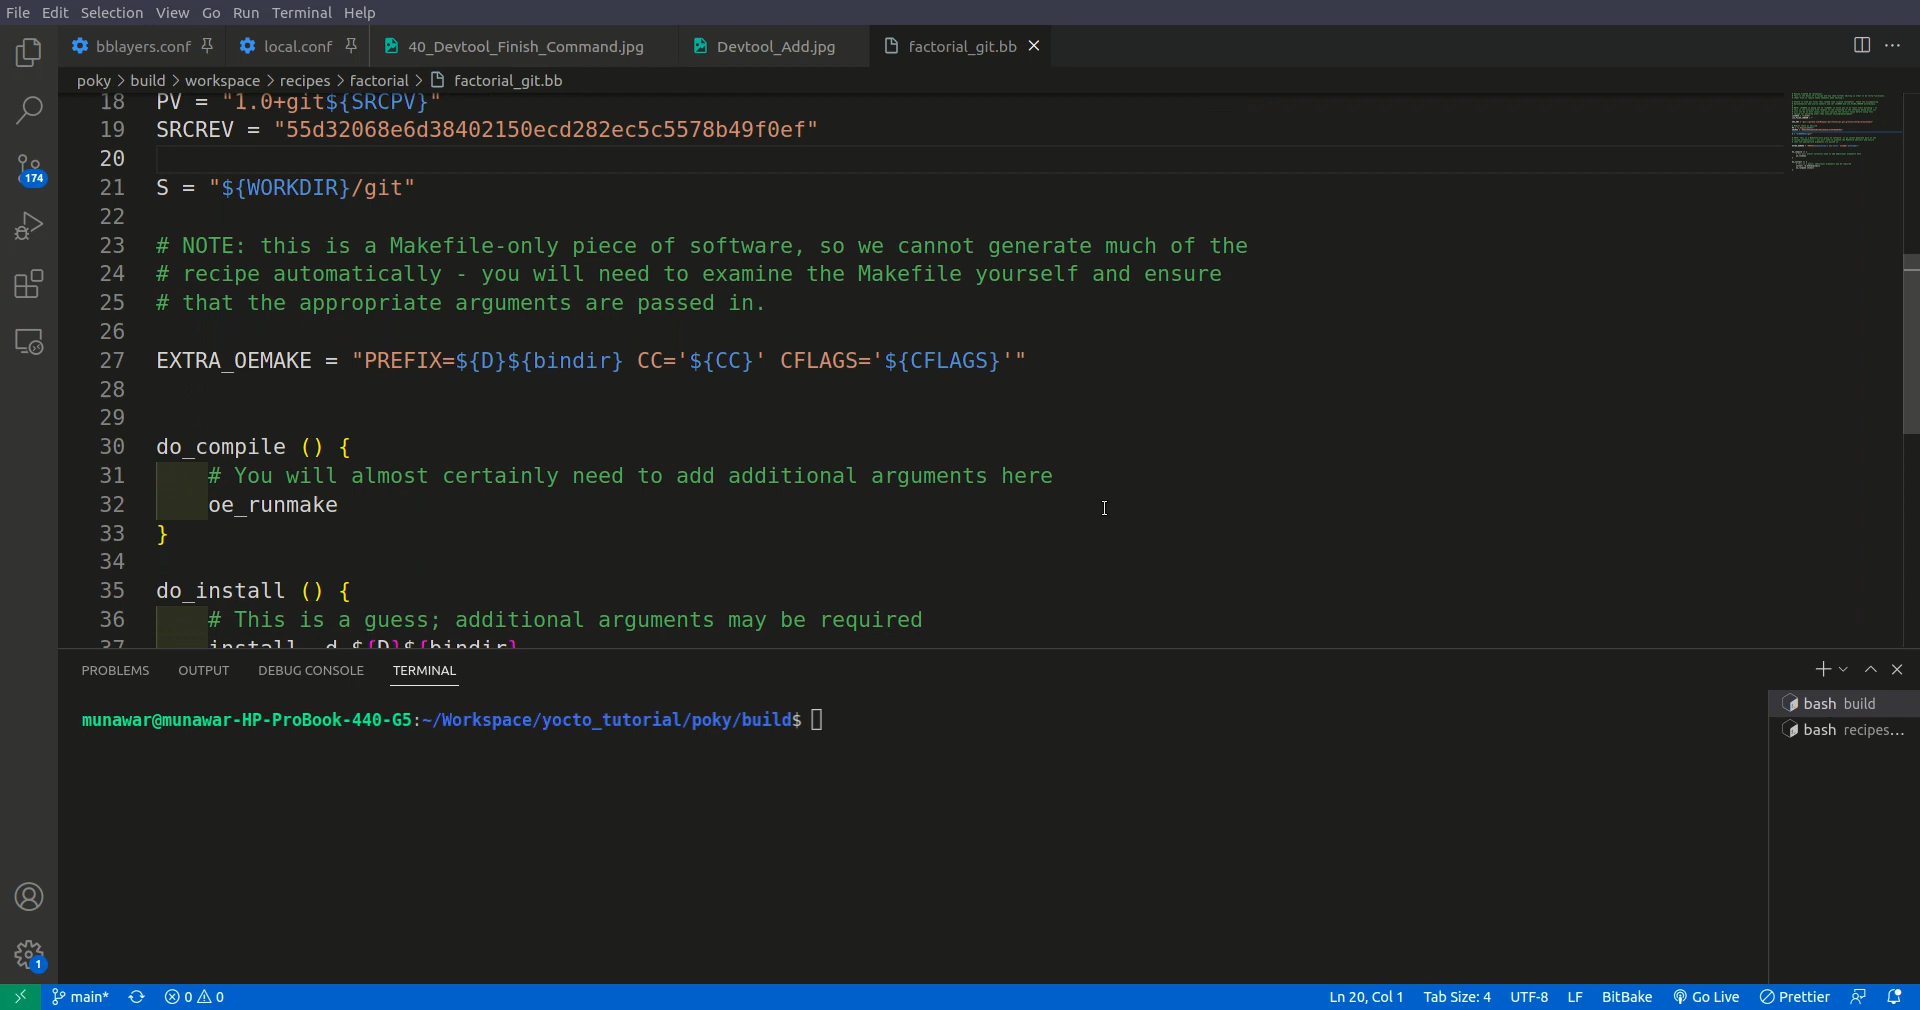 File Edit Selection View Go Run Terminal Help
bblayers.conf local.conf 40_Devtool_Finish_Command.jpg Devtool_Add.jpg factorial_git.bb
poky > build > workspace > recipes > factorial > factorial_git.bb
18 PV = "1.0+git${SRCPV}"
19 SRCREV = "55d32068e6d38402150ecd282ec5c5578b49f0ef"
20
21 S = "${WORKDIR}/git"
22
23 # NOTE: this is a Makefile-only piece of software, so we cannot generate much of the
24 # recipe automatically - you will need to examine the Makefile yourself and ensure
25 # that the appropriate arguments are passed in.
26
27 EXTRA_OEMAKE = "PREFIX=${D}${bindir} CC='${CC}' CFLAGS='${CFLAGS}'"
28
29
30 do_compile () {
31 # You will almost certainly need to add additional arguments here
32 oe_runmake
33 }
34
35 do_install () {
36 # This is a guess; additional arguments may be required
37 install -d ${D}${bindir}
174
PROBLEMS OUTPUT DEBUG CONSOLE TERMINAL
munawar@munawar-HP-ProBook-440-G5:~/Workspace/yocto_tutorial/poky/build$
bash build
bash recipes...
1
main* 0 0 Ln 20, Col 1 Tab Size: 4 UTF-8 LF BitBake Go Live Prettier